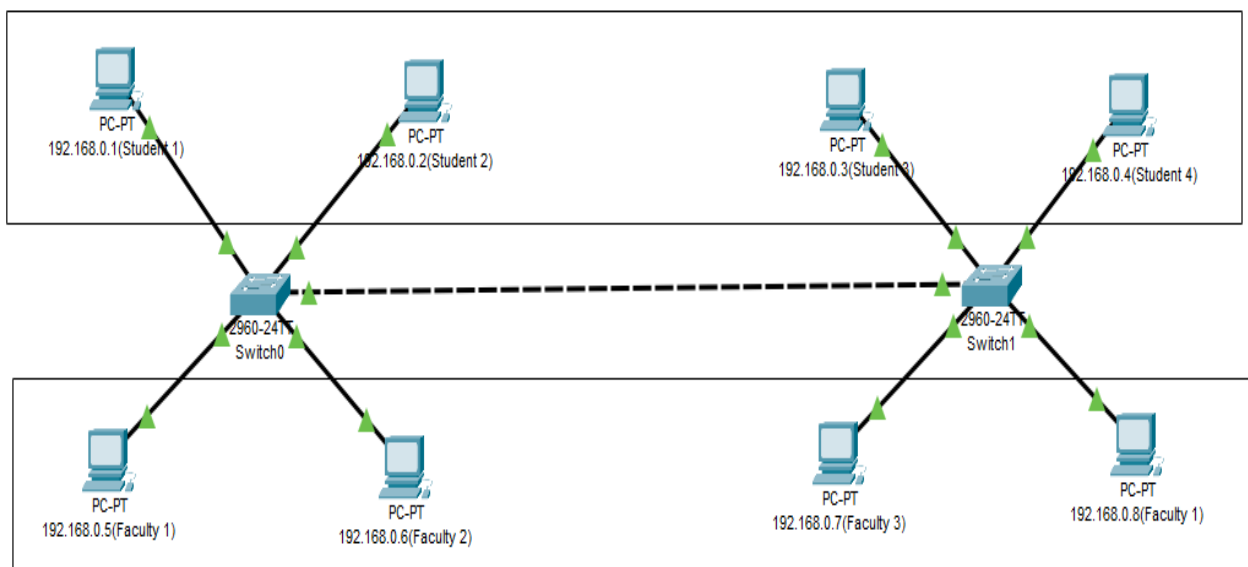 PC-PT
192.168.0.1(Student 1)
PC-PT
192.168.0.2(Student 2)
PC-PT
192.168.0.3(Student 3)
PC-PT
192.168.0.4(Student 4)
2960-24TT
Switch0
2960-24TT
Switch1
PC-PT
192.168.0.5(Faculty 1)
PC-PT
192.168.0.6(Faculty 2)
PC-PT
192.168.0.7(Faculty 3)
PC-PT
192.168.0.8(Faculty 1)